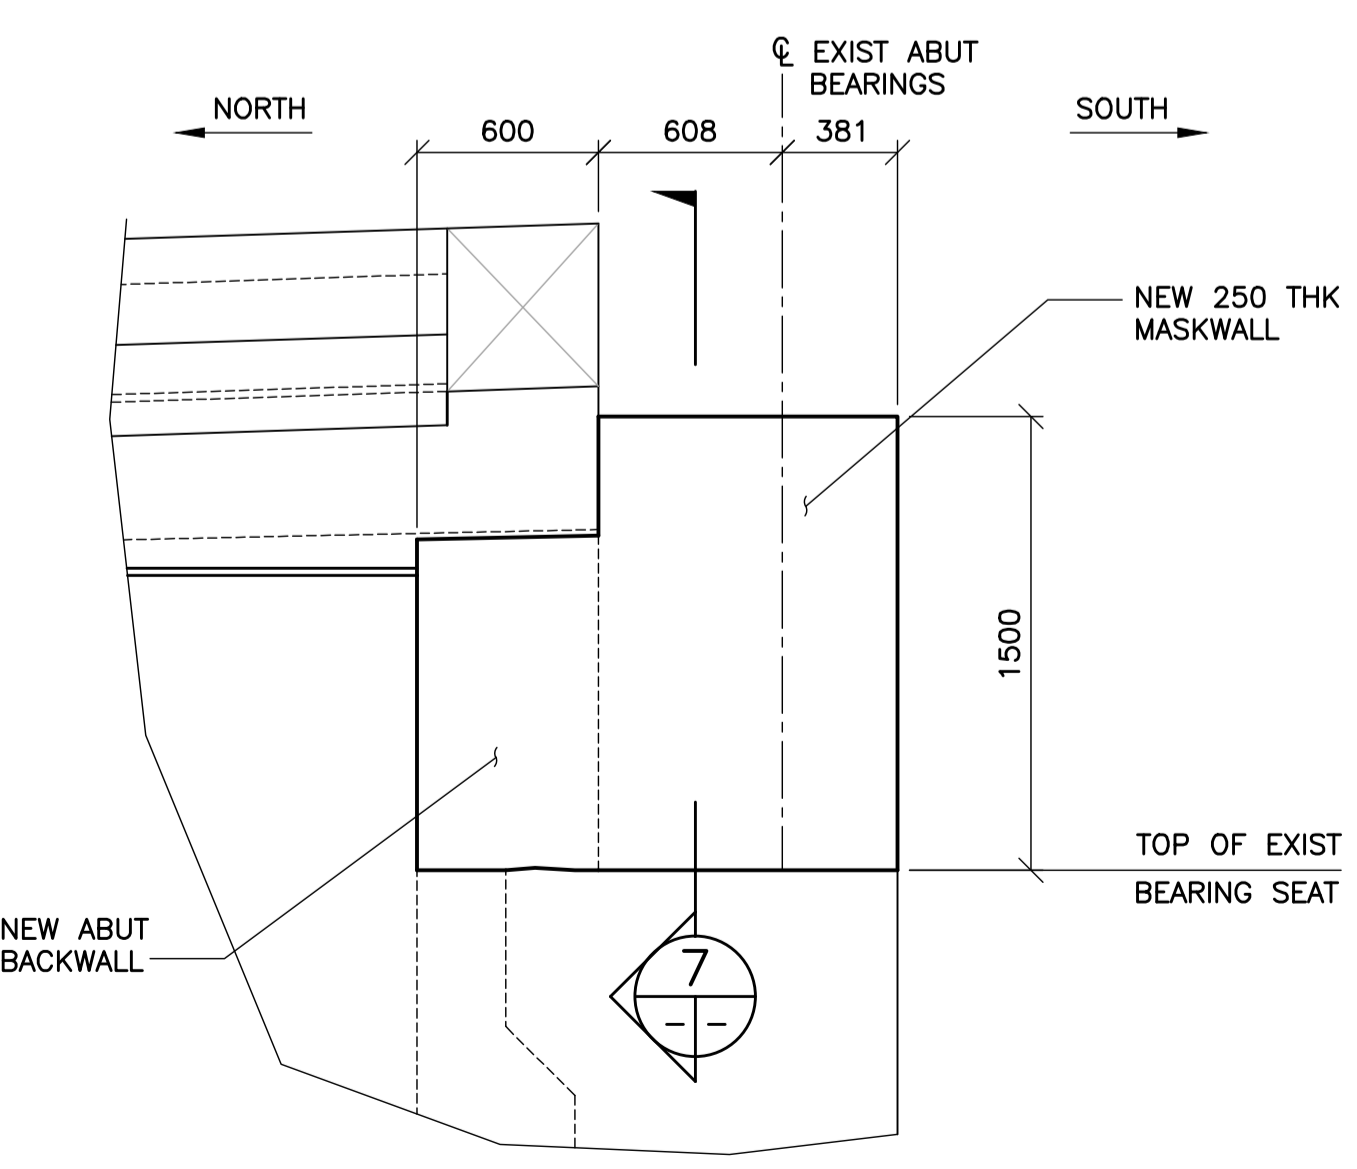 ℄ EXIST ABUT
BEARINGS
NORTH
SOUTH
600
608
381
NEW 250 THK
MASKWALL
1500
TOP OF EXIST
BEARING SEAT
NEW ABUT
BACKWALL
7
- -